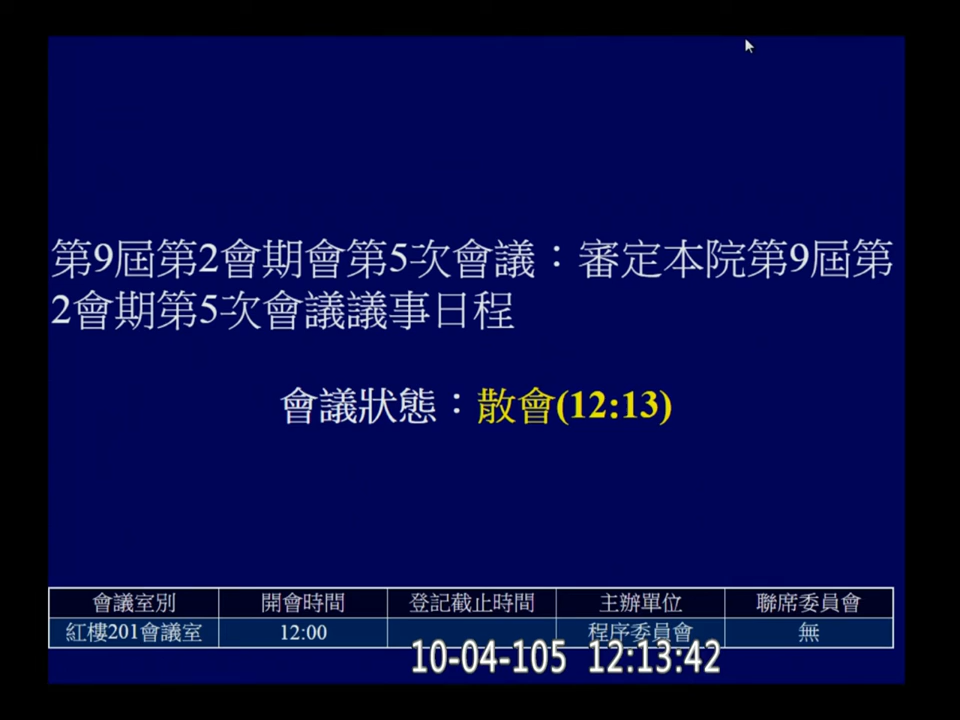 第9屆第2會期會第5次會議：審定本院第9屆第
2會期第5次會議議事日程
會議狀態：散會(12:13)
會議室別 開會時間 登記截止時間 主辦單位 聯席委員會
紅樓201會議室 12:00 程序委員會 無
10-04-105 12:13:42